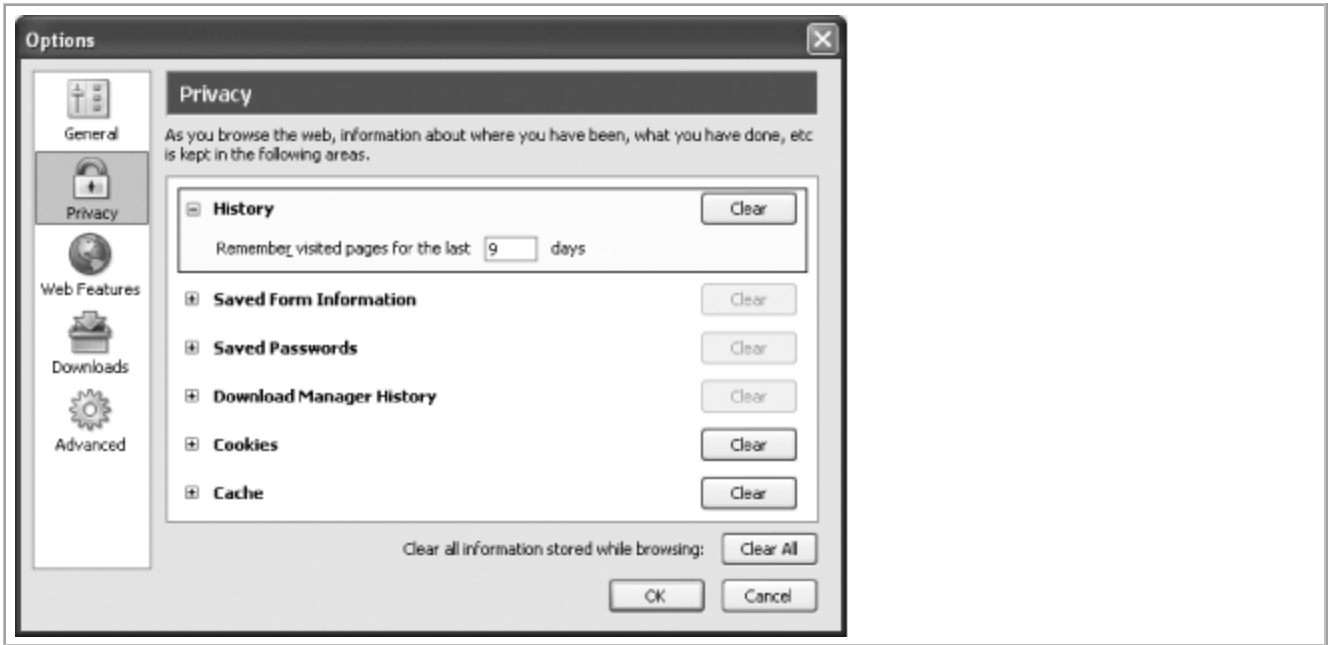 Options
General
Privacy
Web Features
Downloads
Advanced
Privacy
As you browse the web, information about where you have been, what you have done, etc
is kept in the following areas.
History Clear
Remember visited pages for the last 9 days
Saved Form Information Clear
Saved Passwords Clear
Download Manager History Clear
Cookies Clear
Cache Clear
Clear all information stored while browsing: Clear All
OK Cancel